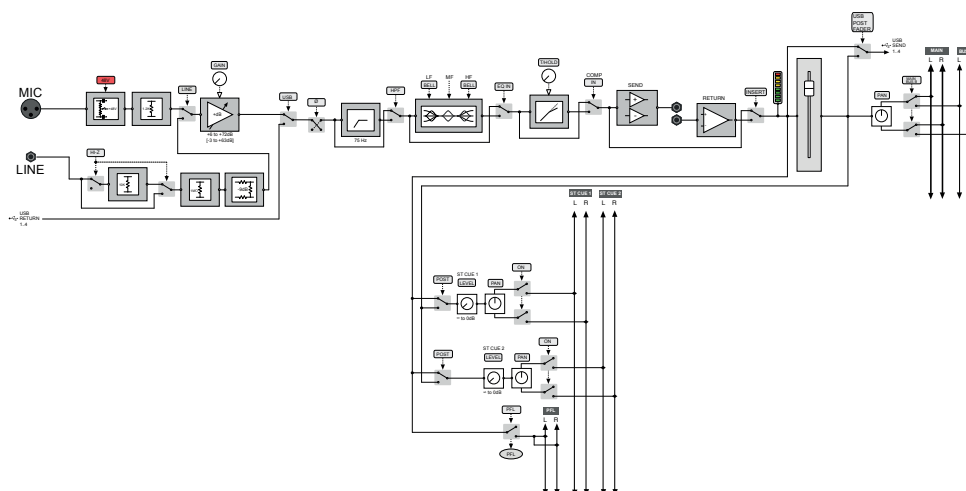 MIC
48V
LINE
GAIN
+dB
+6 to +72dB
[-3 to +63dB]
USB
Ø
75 Hz
HPF
LF
MF
HF
BELL
BELL
EQ IN
T/HOLD
COMP
IN
SEND
RETURN
INSERT
USB
POST
FADER
USB
SEND
1..4
PAN
MAIN
L R
L
LINE
HI-Z
USB
RETURN
1..4
ST CUE 1
L R
ST CUE 2
L R
POST
ST CUE 1
LEVEL
∞ to 0dB
PAN
ON
POST
ST CUE 2
LEVEL
∞ to 0dB
PAN
ON
PFL
PFL
PFL
L R